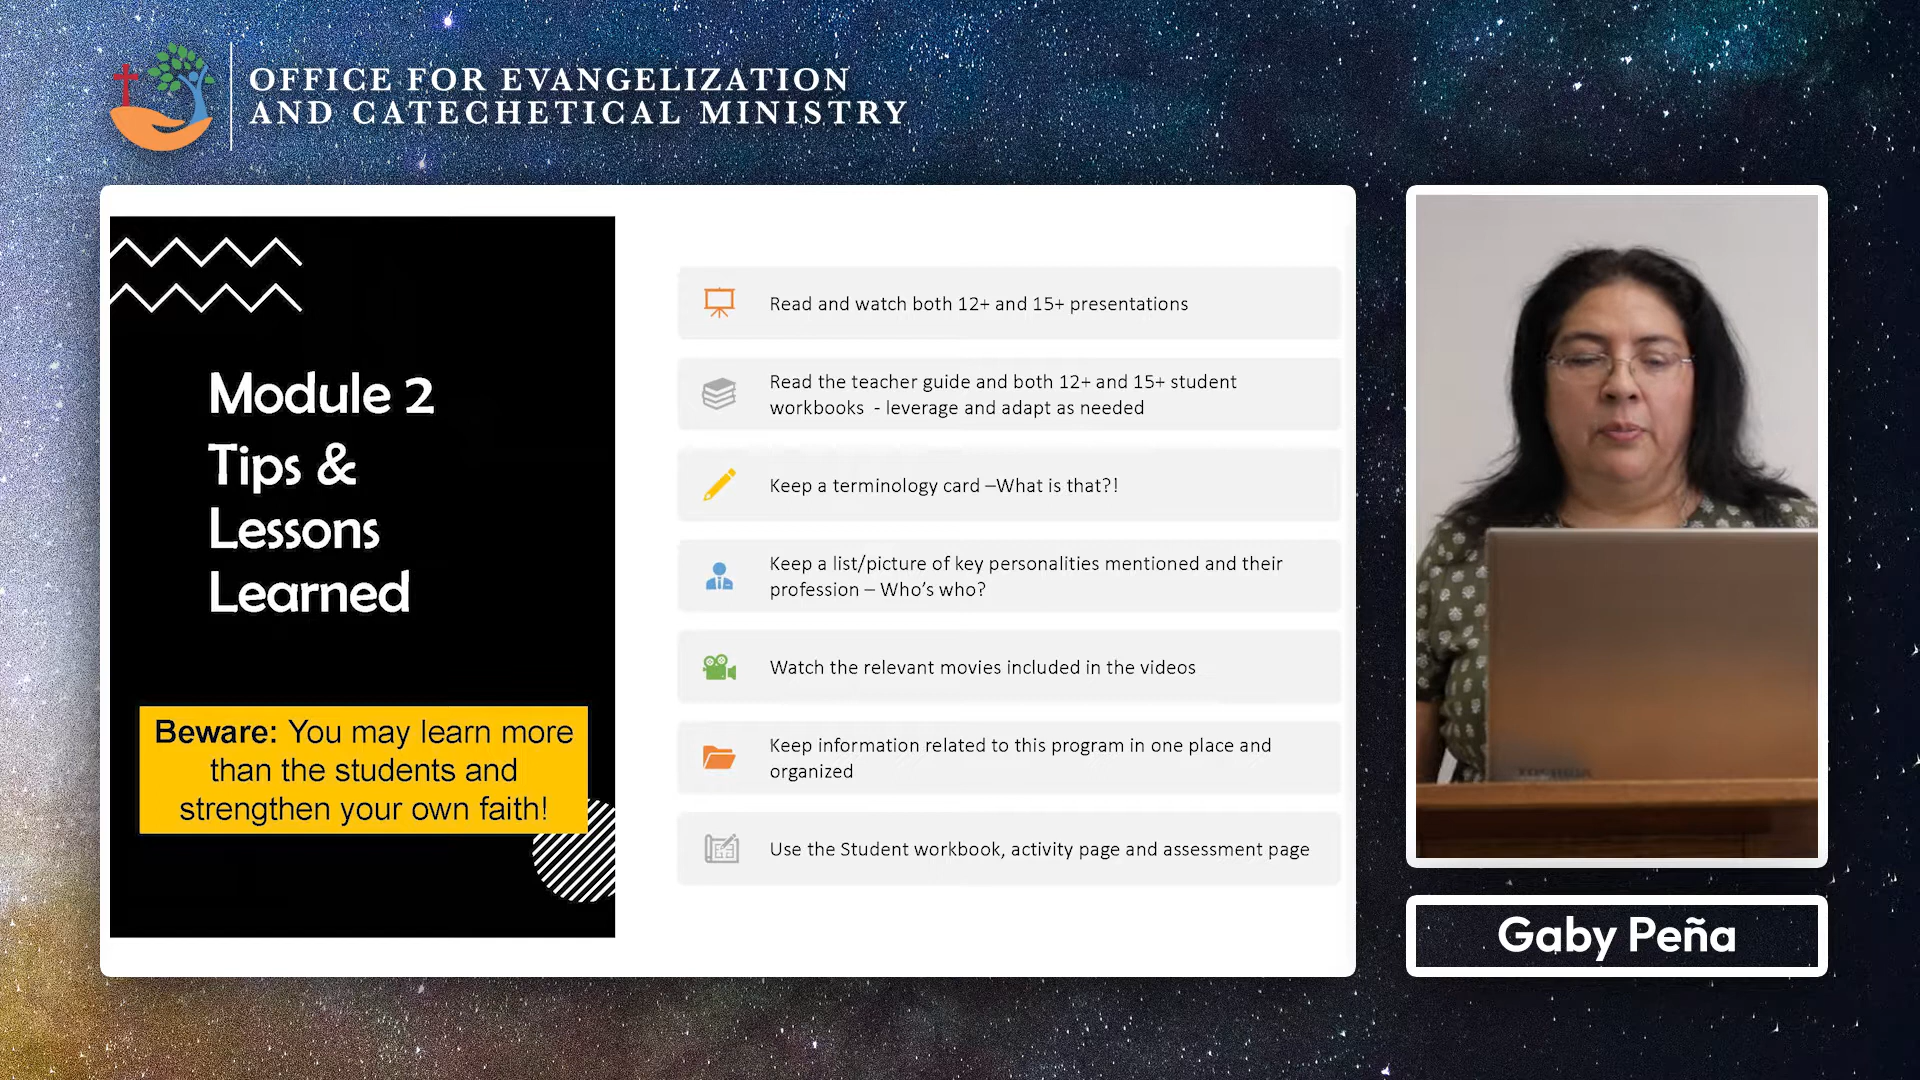 OFFICE FOR EVANGELIZATION
AND CATECHETICAL MINISTRY
Module 2
Tips &
Lessons
Learned
Beware: You may learn more
than the students and
strengthen your own faith!
Read and watch both 12+ and 15+ presentations
Read the teacher guide and both 12+ and 15+ student
workbooks  - leverage and adapt as needed
Keep a terminology card –What is that?!
Keep a list/picture of key personalities mentioned and their
profession – Who’s who?
Watch the relevant movies included in the videos
Keep information related to this program in one place and
organized
Use the Student workbook, activity page and assessment page
TOSHIBA
Gaby Peña